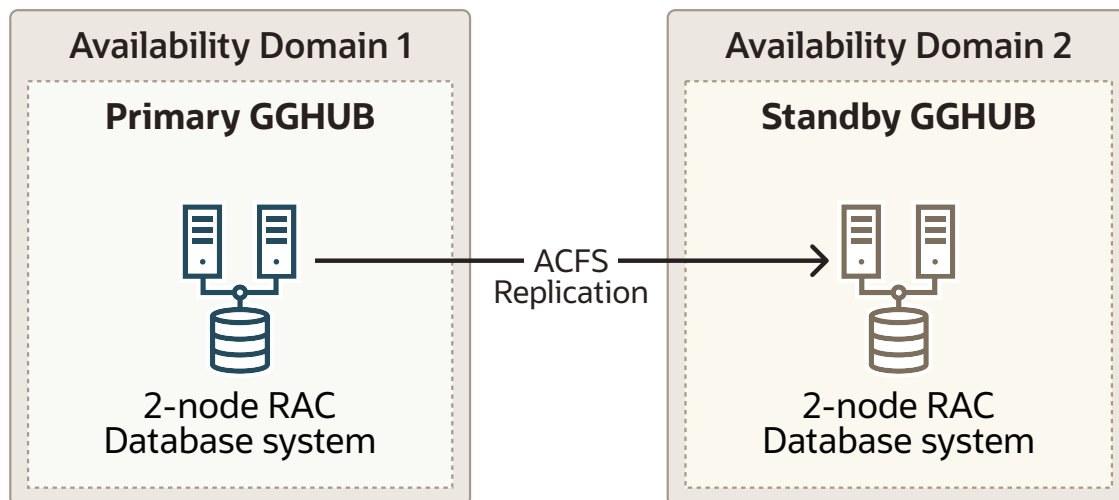 Availability Domain 1
Primary GGHUB
2-node RAC
Database system
ACFS
Replication
Availability Domain 2
Standby GGHUB
2-node RAC
Database system